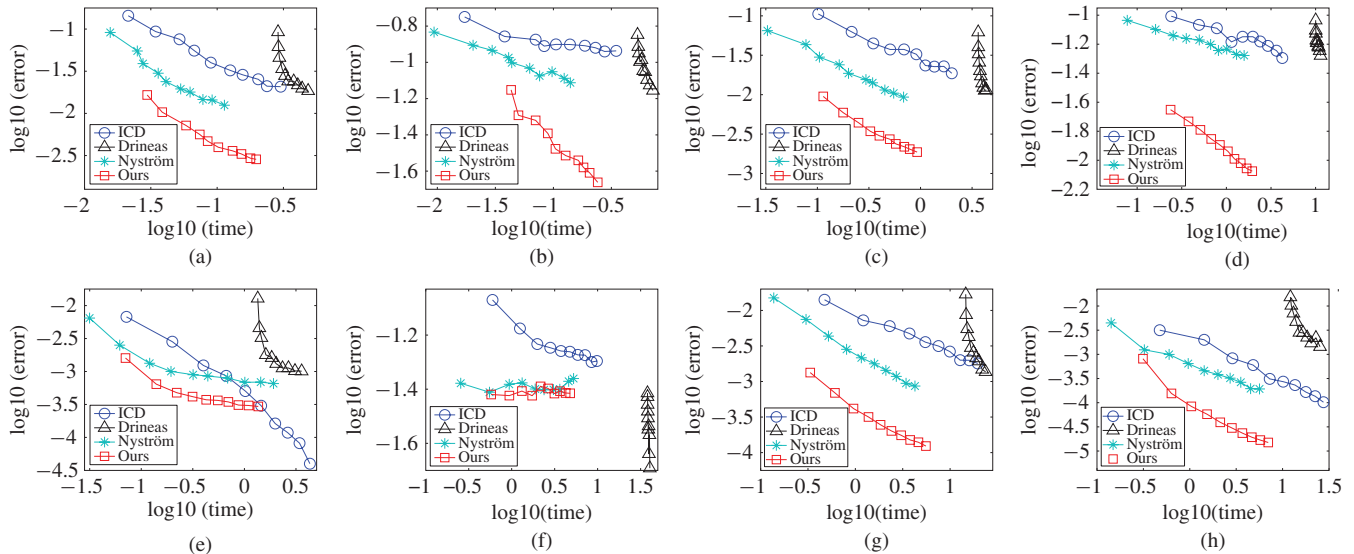 −1
−1.5
−2
−2.5
log10 (error)
ICD
Drineas
Nyström
Ours
−2
−1.5
−1
−0.5
log10 (time)
(a)
−0.8
−1
−1.2
−1.4
−1.6
log10 (error)
ICD
Drineas
Nyström
Ours
−2
−1.5
−1
−0.5
log10(time)
(b)
−1
−1.5
−2
−2.5
−3
log10 (error)
ICD
Drineas
Nyström
Ours
−1.5
−1
−0.5
0
0.5
log10(time)
(c)
−1
−1.2
−1.4
−1.6
−1.8
−2
−2.2
log10 (error)
ICD
Drineas
Nyström
Ours
−1
−0.5
0
0.5
1
log10(time)
(d)
−2
−2.5
−3
−3.5
−4
−4.5
log10 (error)
ICD
Drineas
Nyström
Ours
−1.5
−1
−0.5
0
0.5
log10 (time)
(e)
−1.2
−1.4
−1.6
log10 (error)
ICD
Drineas
Nyström
Ours
−1
−0.5
0
0.5
1
1.5
log10(time)
(f)
−2
−2.5
−3
−3.5
−4
log10 (error)
ICD
Drineas
Nyström
Ours
−1
−0.5
0
0.5
1
log10(time)
(g)
−2
−2.5
−3
−3.5
−4
−4.5
−5
log10 (error)
ICD
Drineas
Nyström
Ours
−1
−0.5
0
0.5
1
1.5
log10(time)
(h)